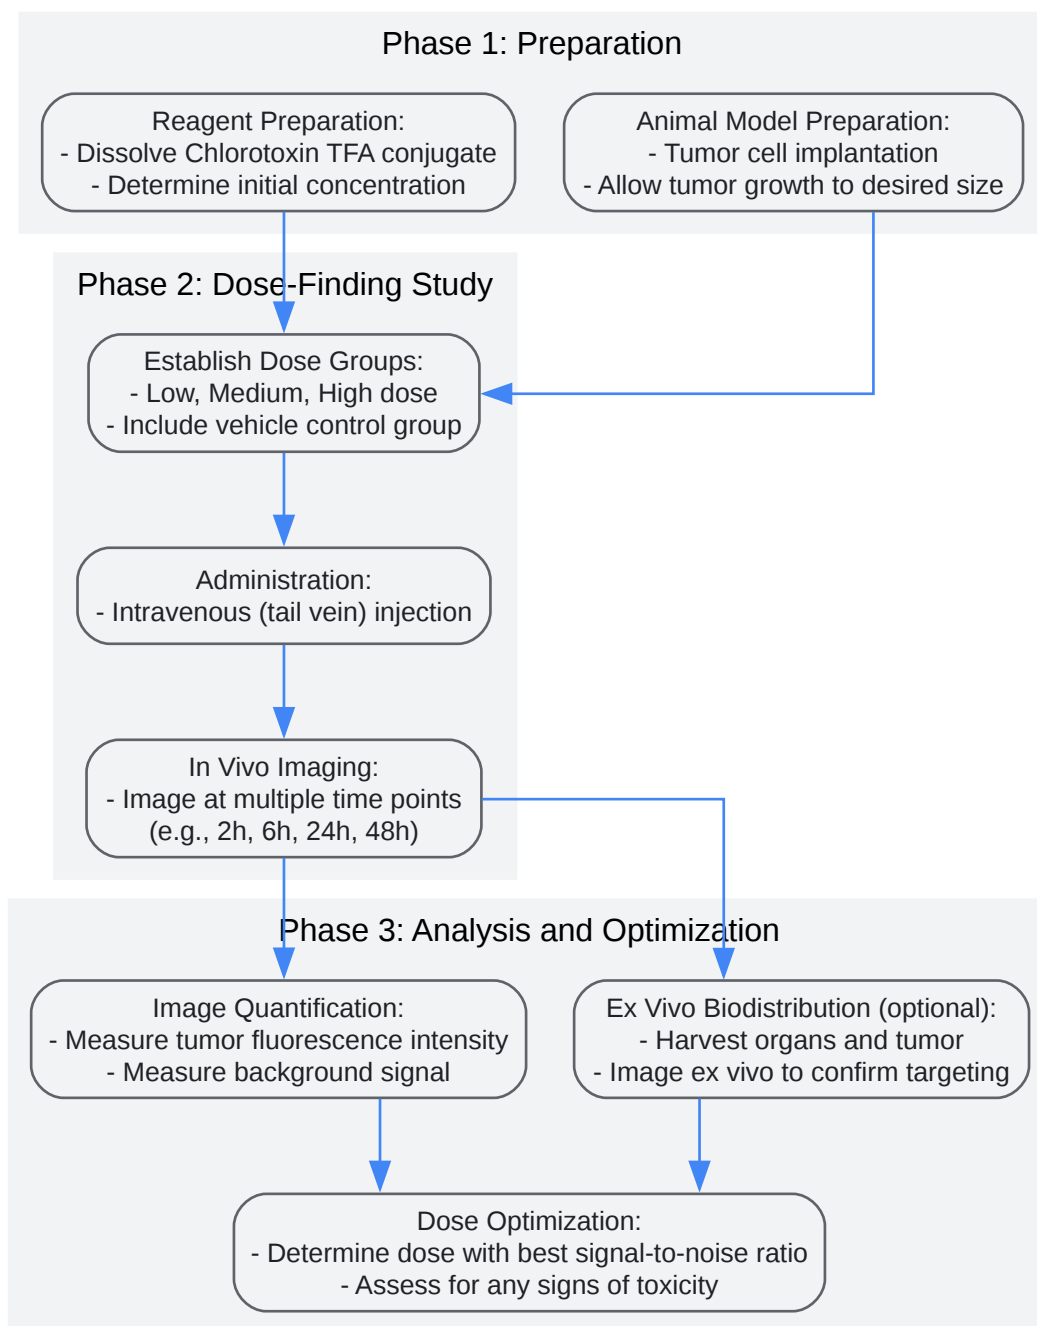 Phase 1: Preparation
Reagent Preparation:
- Dissolve Chlorotoxin TFA conjugate
- Determine initial concentration
Animal Model Preparation:
- Tumor cell implantation
- Allow tumor growth to desired size
Phase 2: Dose-Finding Study
Establish Dose Groups:
- Low, Medium, High dose
- Include vehicle control group
Administration:
- Intravenous (tail vein) injection
In Vivo Imaging:
- Image at multiple time points
(e.g., 2h, 6h, 24h, 48h)
Phase 3: Analysis and Optimization
Image Quantification:
- Measure tumor fluorescence intensity
- Measure background signal
Ex Vivo Biodistribution (optional):
- Harvest organs and tumor
- Image ex vivo to confirm targeting
Dose Optimization:
- Determine dose with best signal-to-noise ratio
- Assess for any signs of toxicity